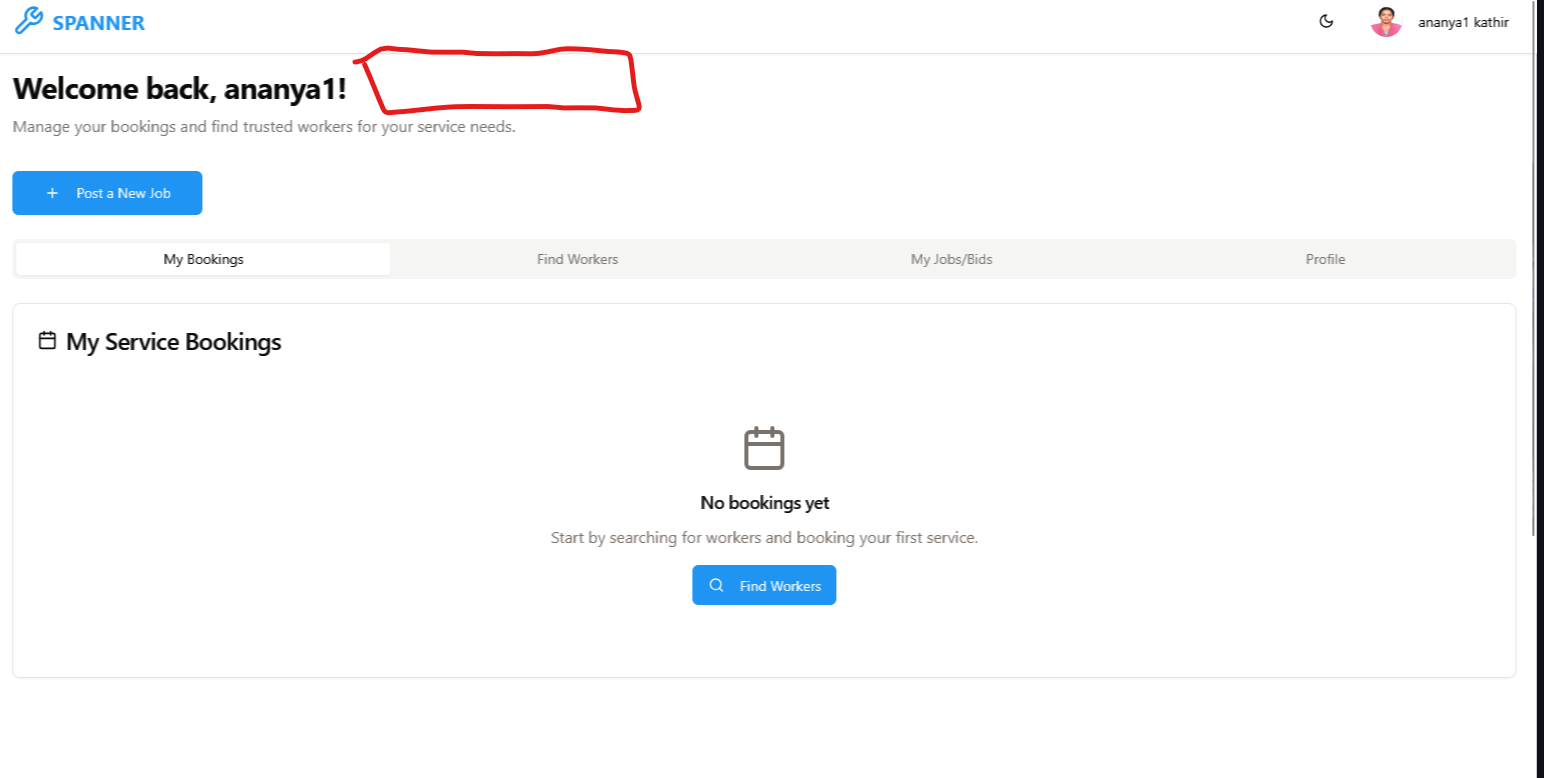 SPANNER
ananya1 kathir
Welcome back, ananya1!
Manage your bookings and find trusted workers for your service needs.
+ Post a New Job
My Bookings
Find Workers
My Jobs/Bids
Profile
My Service Bookings
No bookings yet
Start by searching for workers and booking your first service.
Find Workers